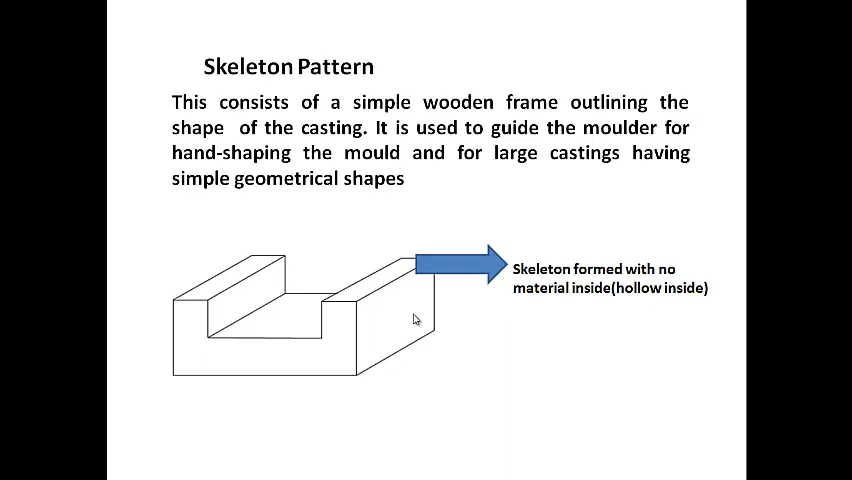 Skeleton Pattern
This consists of a simple wooden frame outlining the
shape of the casting. It is used to guide the moulder for
hand-shaping the mould and for large castings having
simple geometrical shapes
Skeleton formed with no
material inside(hollow inside)